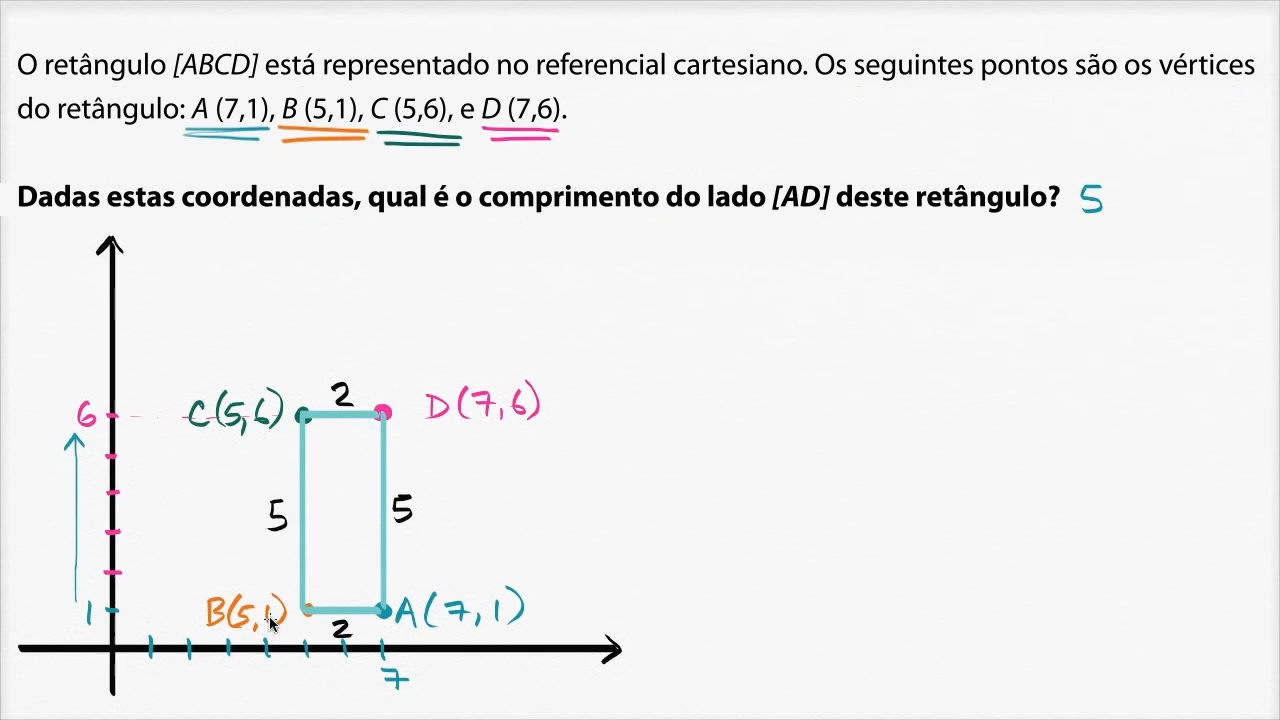 O retângulo [ABCD] está representado no referencial cartesiano. Os seguintes pontos são os vértices
do retângulo: A (7,1), B (5,1), C (5,6), e D (7,6).
Dadas estas coordenadas, qual é o comprimento do lado [AD] deste retângulo? 5
2
6 C(5,6) D(7,6)
5 5
1 B(5,1) A(7,1)
2
7